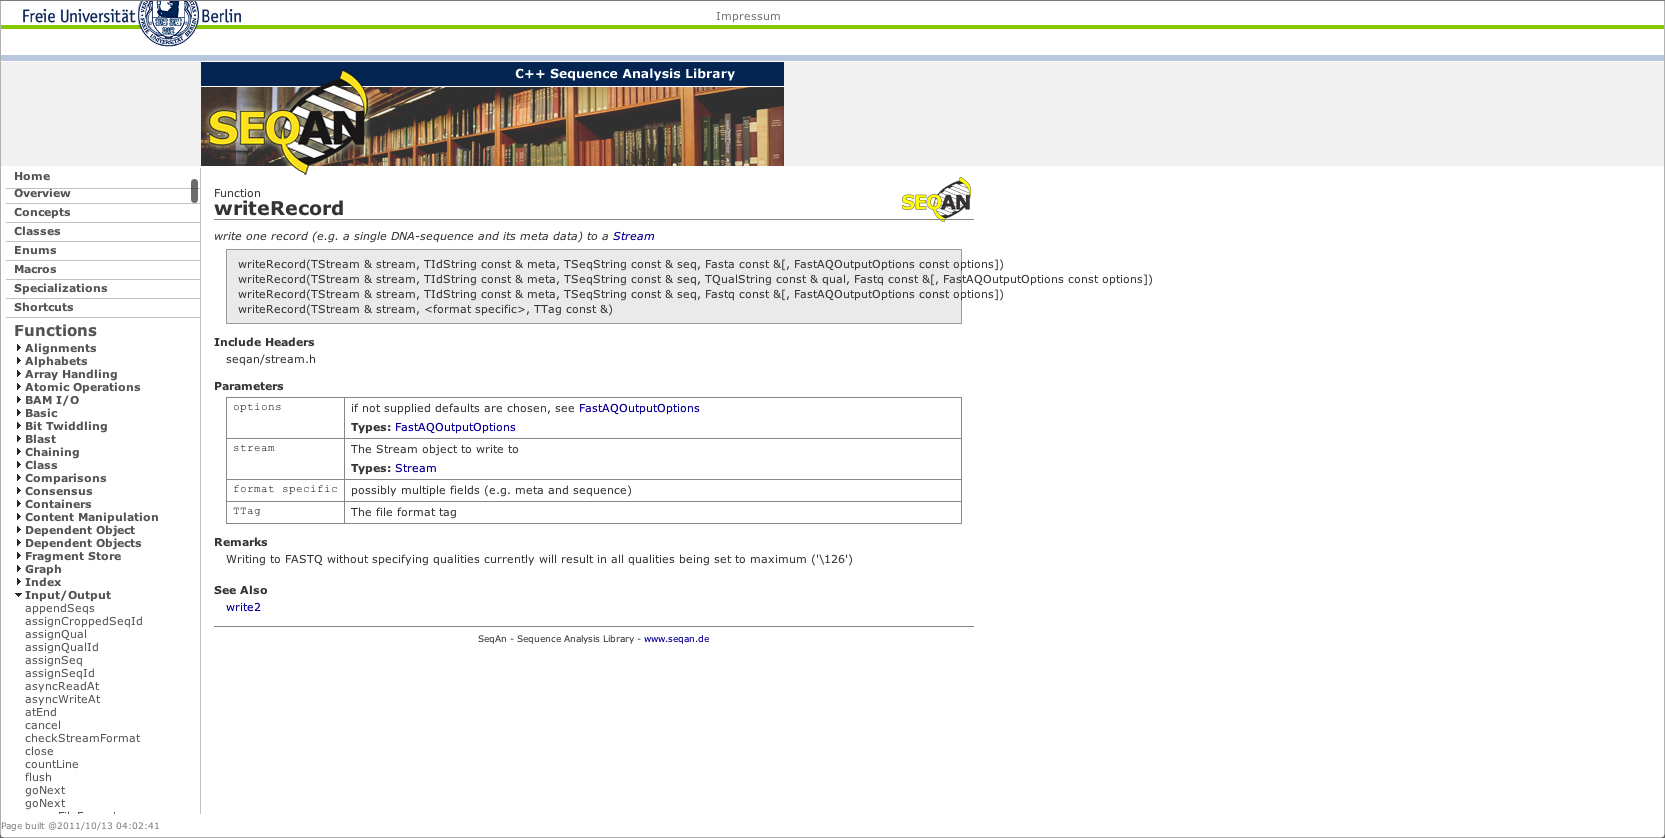 Freie Universität Berlin
Impressum
C++ Sequence Analysis Library
SEQAN
Home
Overview
Concepts
Classes
Enums
Macros
Specializations
Shortcuts
Functions
Alignments
Alphabets
Array Handling
Atomic Operations
BAM I/O
Basic
Bit Twiddling
Blast
Chaining
Class
Comparisons
Consensus
Containers
Content Manipulation
Dependent Object
Dependent Objects
Fragment Store
Graph
Index
Input/Output
appendSeqs
assignCroppedSeqId
assignQual
assignQualId
assignSeq
assignSeqId
asyncReadAt
asyncWriteAt
atEnd
cancel
checkStreamFormat
close
countLine
flush
goNext
goNext
Function
writeRecord
SEQAN
write one record (e.g. a single DNA-sequence and its meta data) to a Stream
writeRecord(TStream & stream, TIdString const & meta, TSeqString const & seq, Fasta const &[, FastAQOutputOptions const options])
writeRecord(TStream & stream, TIdString const & meta, TSeqString const & seq, TQualString const & qual, Fastq const &[, FastAQOutputOptions const options])
writeRecord(TStream & stream, TIdString const & meta, TSeqString const & seq, Fastq const &[, FastAQOutputOptions const options])
writeRecord(TStream & stream, <format specific>, TTag const &)
Include Headers
seqan/stream.h
Parameters
options if not supplied defaults are chosen, see FastAQOutputOptions
Types: FastAQOutputOptions
stream The Stream object to write to
Types: Stream
format specific possibly multiple fields (e.g. meta and sequence)
TTag The file format tag
Remarks
Writing to FASTQ without specifying qualities currently will result in all qualities being set to maximum ('\126')
See Also
write2
SeqAn - Sequence Analysis Library - www.seqan.de
Page built @2011/10/13 04:02:41